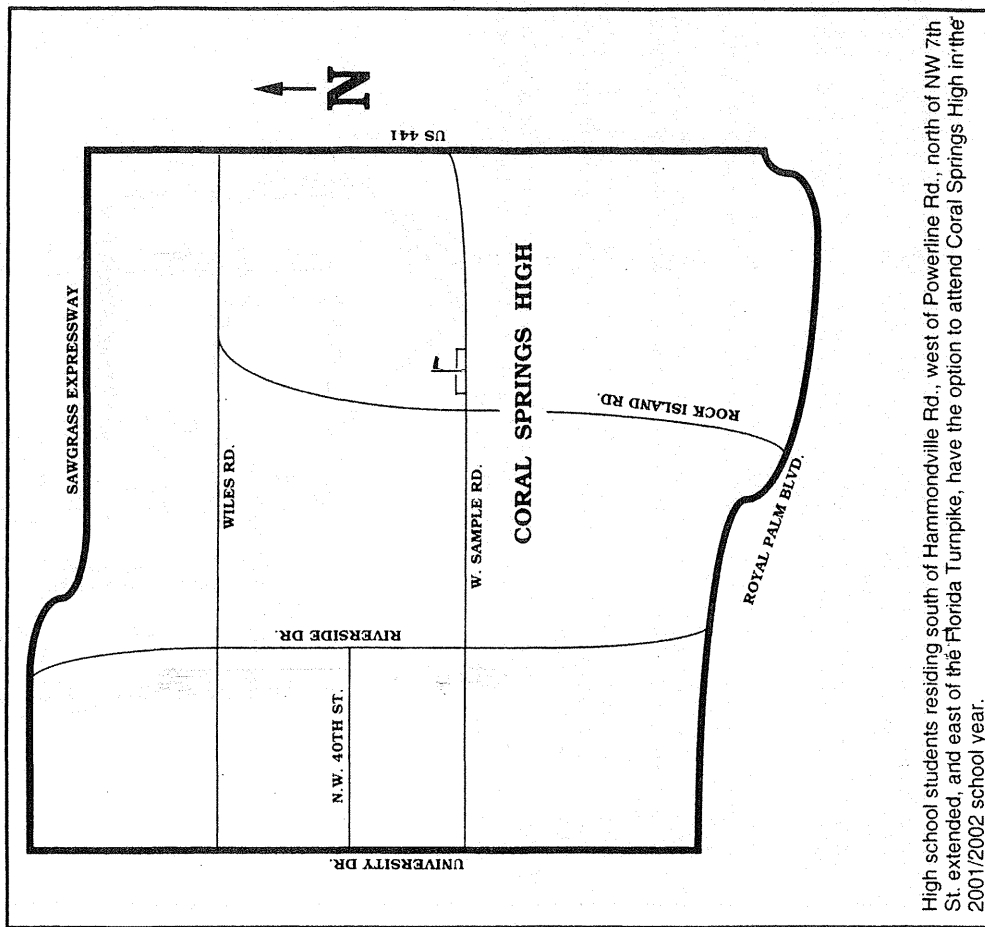 SAWGRASS EXPRESSWAY
N
US 441
WILES RD.
RIVERSIDE DR.
N.W. 40TH ST.
UNIVERSITY DR.
W. SAMPLE RD.
CORAL SPRINGS HIGH
ROCK ISLAND RD.
ROYAL PALM BLVD.
High school students residing south of Hammondville Rd., west of Powerline Rd., north of NW 7th
St. extended, and east of the Florida Turnpike, have the option to attend Coral Springs High in the
2001/2002 school year.